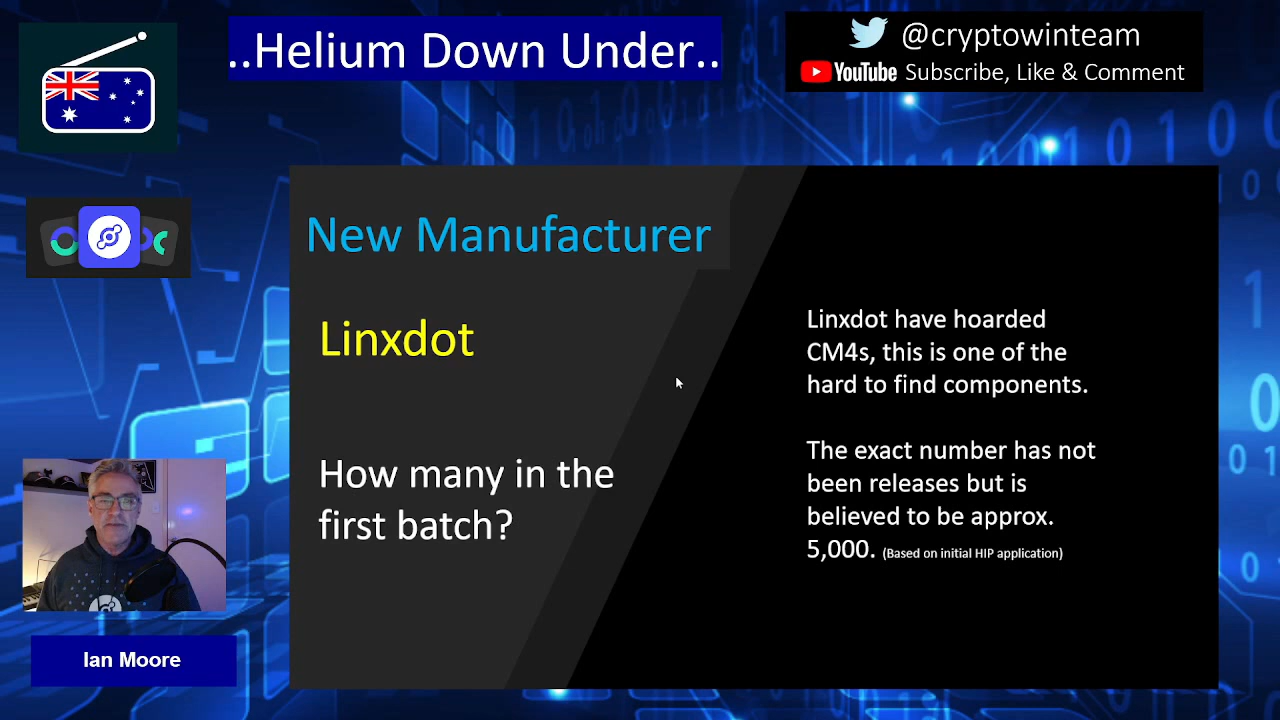 ..Helium Down Under..
@cryptowinteam
YouTube Subscribe, Like & Comment
New Manufacturer
Linxdot
How many in the
first batch?
Linxdot have hoarded
CM4s, this is one of the
hard to find components.
The exact number has not
been releases but is
believed to be approx.
5,000. (Based on initial HIP application)
Ian Moore